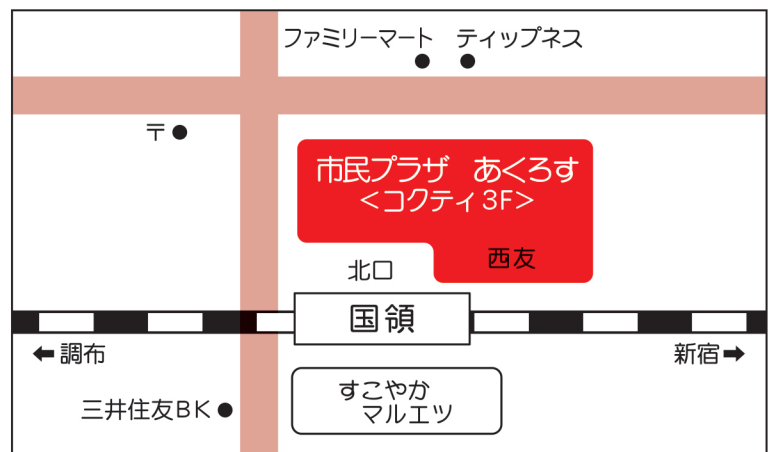 ファミリーマート ティップネス
〒
市民プラザ あくろす
＜コクティ3F＞
西友
北口
国領
←調布
新宿→
すこやか
マルエツ
三井住友BK